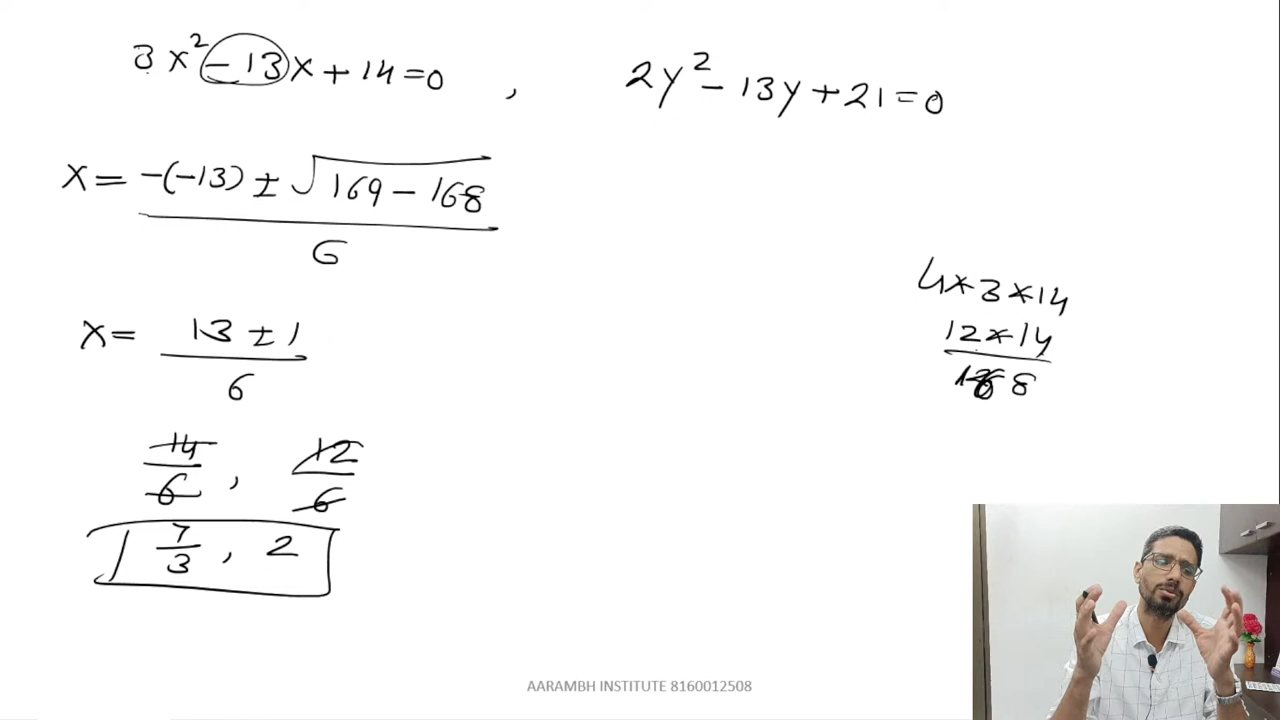 3x² - 13x + 14 = 0 , 2y² - 13y + 21 = 0
x = -(-13) ± √169 - 168
6
4 × 3 × 14
12 × 14
168
x = 13 ± 1
6
14/6 , 12/6
7/3 , 2
AARAMBH INSTITUTE 8160012508